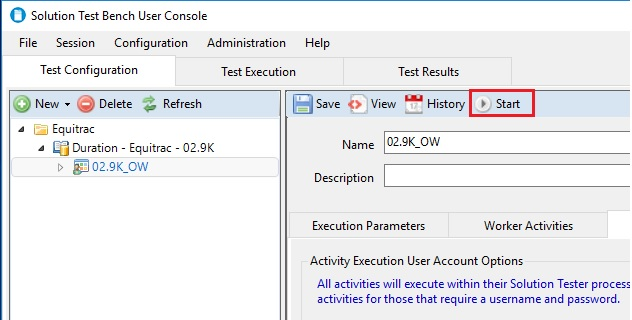 Solution Test Bench User Console
File Session Configuration Administration Help
Test Configuration Test Execution Test Results
New Delete Refresh
Save View History Start
Equitrac
Duration - Equitrac - 02.9K
02.9K_OW
Name 02.9K_OW
Description
Execution Parameters Worker Activities
Activity Execution User Account Options
All activities will execute within their Solution Tester process
activities for those that require a username and password.